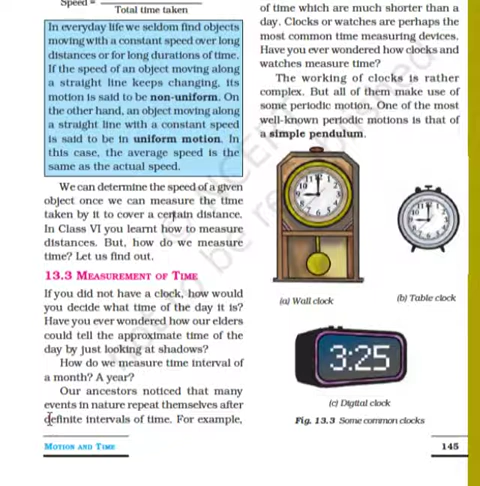 Speed =
Total time taken
In everyday life we seldom find objects
moving with a constant speed over long
distances or for long durations of time.
If the speed of an object moving along
a straight line keeps changing, its
motion is said to be non-uniform. On
the other hand, an object moving along
a straight line with a constant speed
is said to be in uniform motion. In
this case, the average speed is the
same as the actual speed.
We can determine the speed of a given
object once we can measure the time
taken by it to cover a certain distance.
In Class VI you learnt how to measure
distances. But, how do we measure
time? Let us find out.
13.3 MEASUREMENT OF TIME
If you did not have a clock, how would
you decide what time of the day it is?
Have you ever wondered how our elders
could tell the approximate time of the
day by just looking at shadows?
How do we measure time interval of
a month? A year?
Our ancestors noticed that many
events in nature repeat themselves after
definite intervals of time. For example,
of time which are much shorter than a
day. Clocks or watches are perhaps the
most common time measuring devices.
Have you ever wondered how clocks and
watches measure time?
The working of clocks is rather
complex. But all of them make use of
some periodic motion. One of the most
well-known periodic motions is that of
a simple pendulum.
(a) Wall clock
(b) Table clock
3:25
(c) Digital clock
Fig. 13.3 Some common clocks
MOTION AND TIME
145